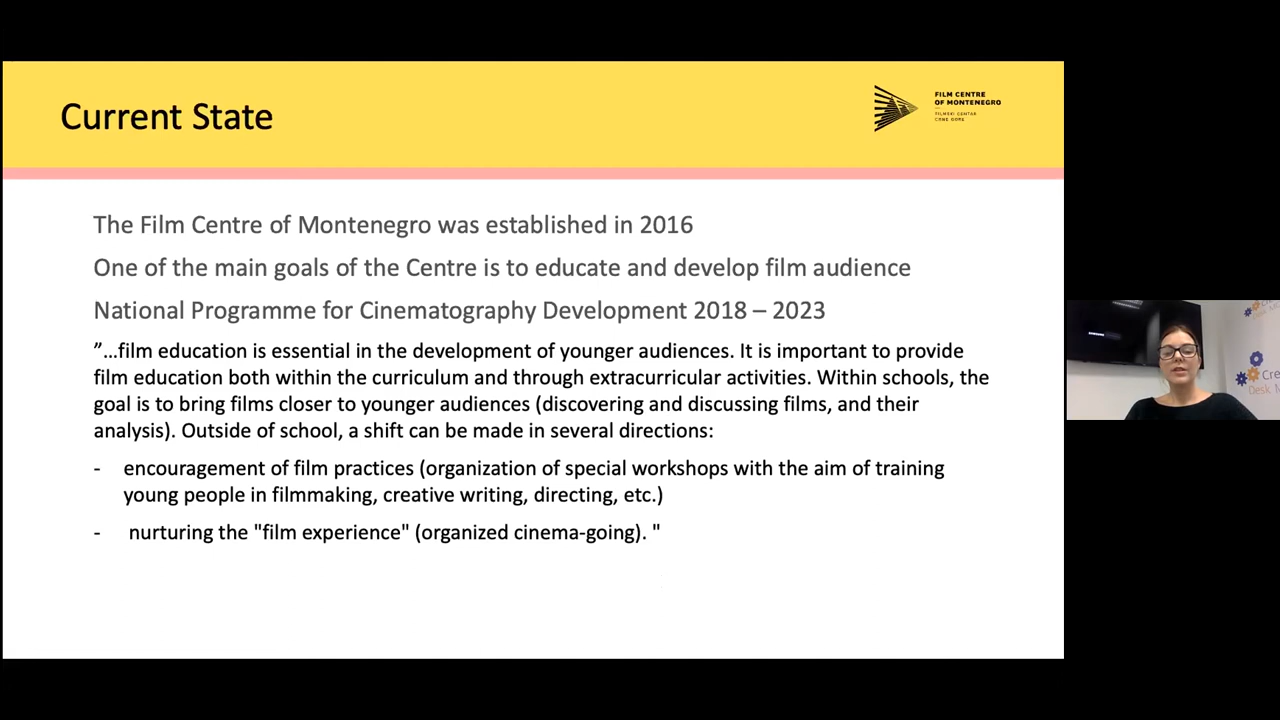 Current State
FILM CENTRE
OF MONTENEGRO
FILMSKI CENTAR
CRNE GORE
The Film Centre of Montenegro was established in 2016
One of the main goals of the Centre is to educate and develop film audience
National Programme for Cinematography Development 2018 – 2023
”…film education is essential in the development of younger audiences. It is important to provide
film education both within the curriculum and through extracurricular activities. Within schools, the
goal is to bring films closer to younger audiences (discovering and discussing films, and their
analysis). Outside of school, a shift can be made in several directions:
- encouragement of film practices (organization of special workshops with the aim of training
young people in filmmaking, creative writing, directing, etc.)
- nurturing the "film experience" (organized cinema-going). "
SAMSUNG
Cre
Desk M